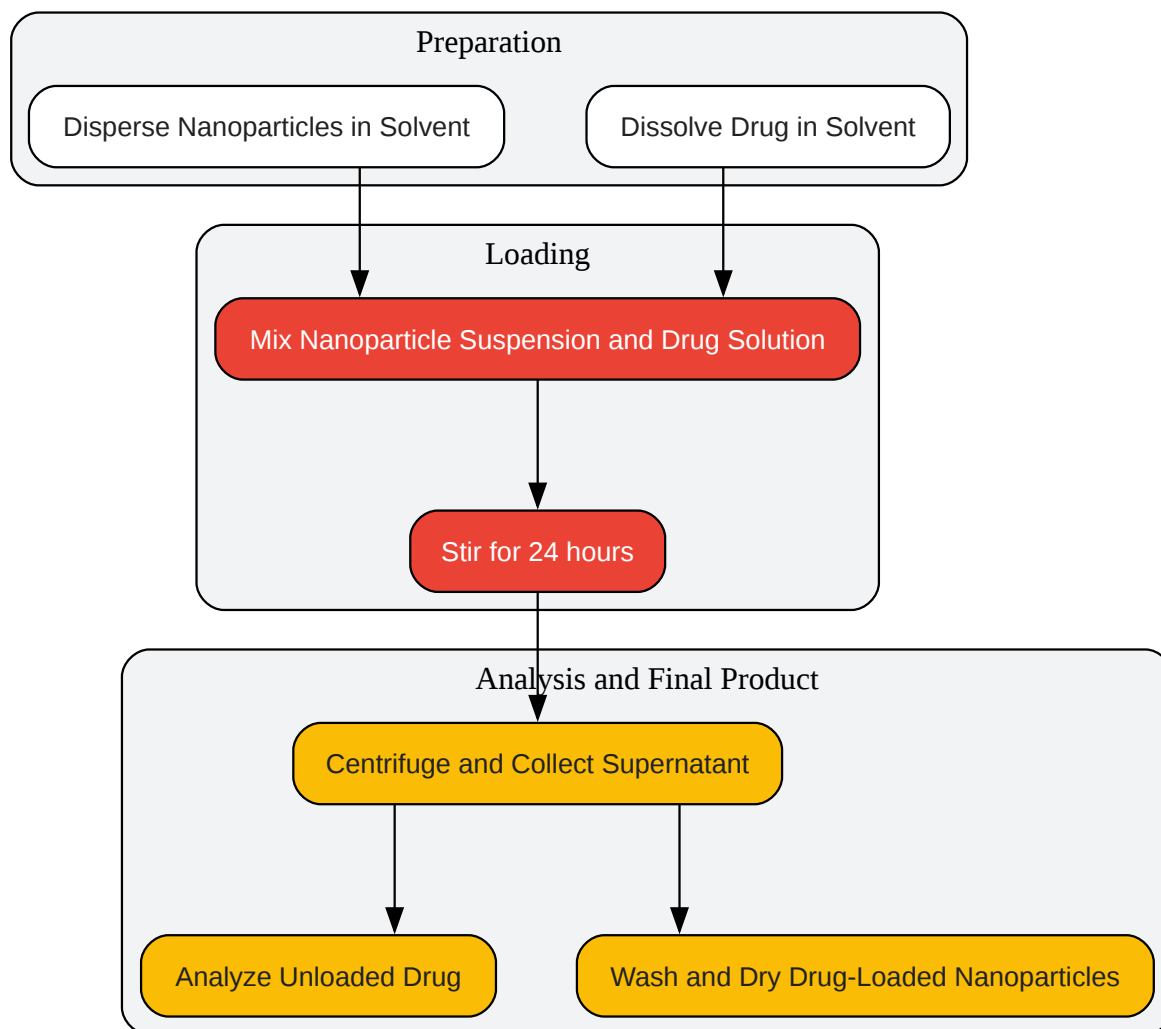 Preparation
Disperse Nanoparticles in Solvent
Dissolve Drug in Solvent
Loading
Mix Nanoparticle Suspension and Drug Solution
Stir for 24 hours
Analysis and Final Product
Centrifuge and Collect Supernatant
Analyze Unloaded Drug
Wash and Dry Drug-Loaded Nanoparticles